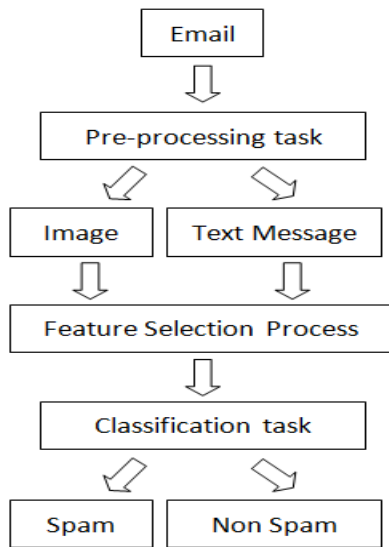 Email
Pre-processing task
Image
Text Message
Feature Selection Process
Classification task
Spam
Non Spam